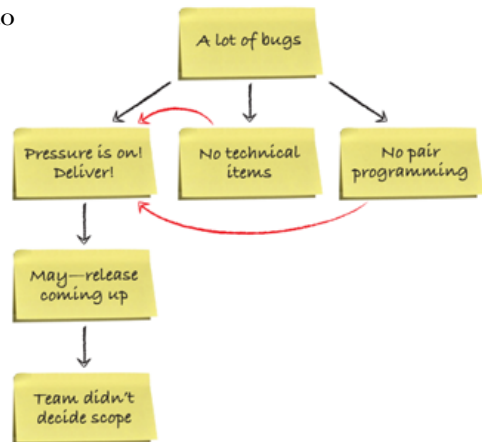 o
A lot of bugs
Pressure is on!
Deliver!
No technical
items
No pair
programming
May—release
coming up
Team didn't
decide scope